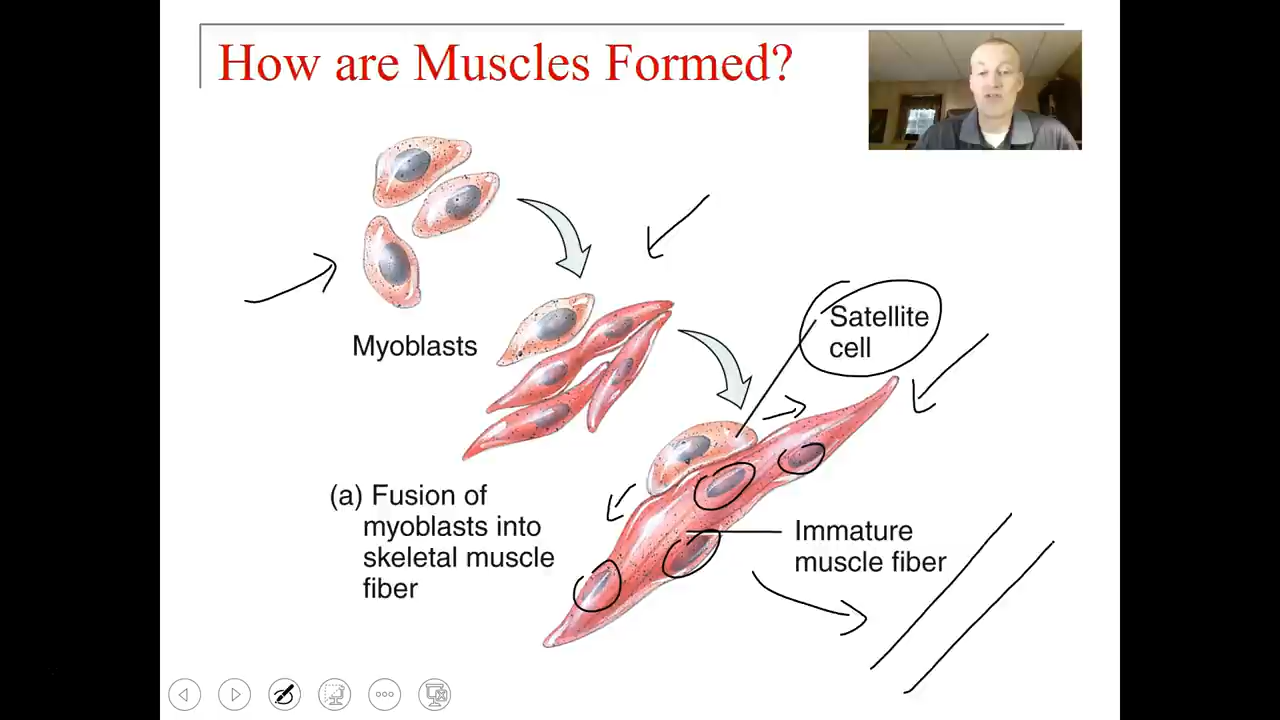 How are Muscles Formed?
Satellite
cell
Myoblasts
(a) Fusion of
myoblasts into
skeletal muscle
fiber
Immature
muscle fiber